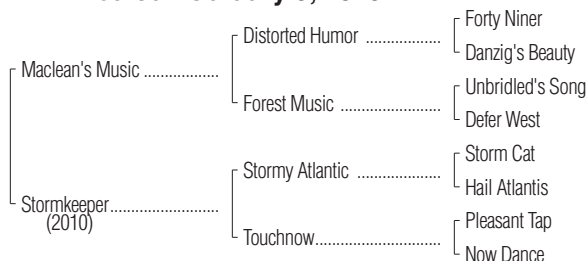 Forty Niner
Distorted Humor ....................
Danzig's Beauty
Maclean's Music ....................
Unbridled's Song
Forest Music ....................
Defer West
Storm Cat
Stormy Atlantic ....................
Hail Atlantis
Stormkeeper....................
(2010)
Pleasant Tap
Touchnow....................
Now Dance